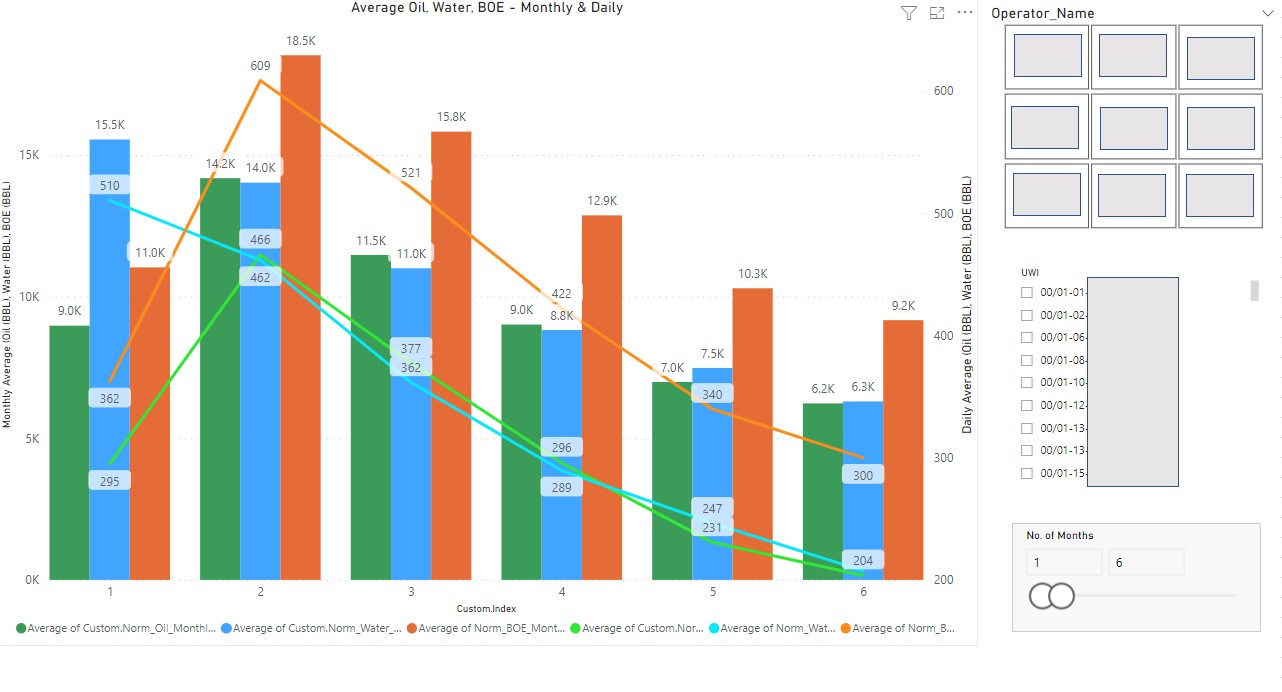 Average Oil, Water, BOE - Monthly & Daily
Monthly Average (Oil (BBL), Water (BBL), BOE (BBL)
0K
5K
10K
15K
9.0K
15.5K
11.0K
14.2K
14.0K
18.5K
11.5K
11.0K
15.8K
9.0K
8.8K
12.9K
7.0K
7.5K
10.3K
6.2K
6.3K
9.2K
510
362
295
609
466
462
521
377
362
422
296
289
340
247
231
300
204
600
500
400
300
200
Daily Average (Oil (BBL), Water (BBL), BOE (BBL)
1 2 3 4 5 6
Custom.Index
Average of Custom.Norm_Oil_Monthl... Average of Custom.Norm_Water_... Average of Norm_BOE_Mont... Average of Custom.Nor... Average of Norm_Wat... Average of Norm_B...
Operator_Name
UWI
00/01-01-
00/01-02-
00/01-06-
00/01-08-
00/01-10-
00/01-12-
00/01-13-
00/01-13-
00/01-15-
No. of Months
1 6